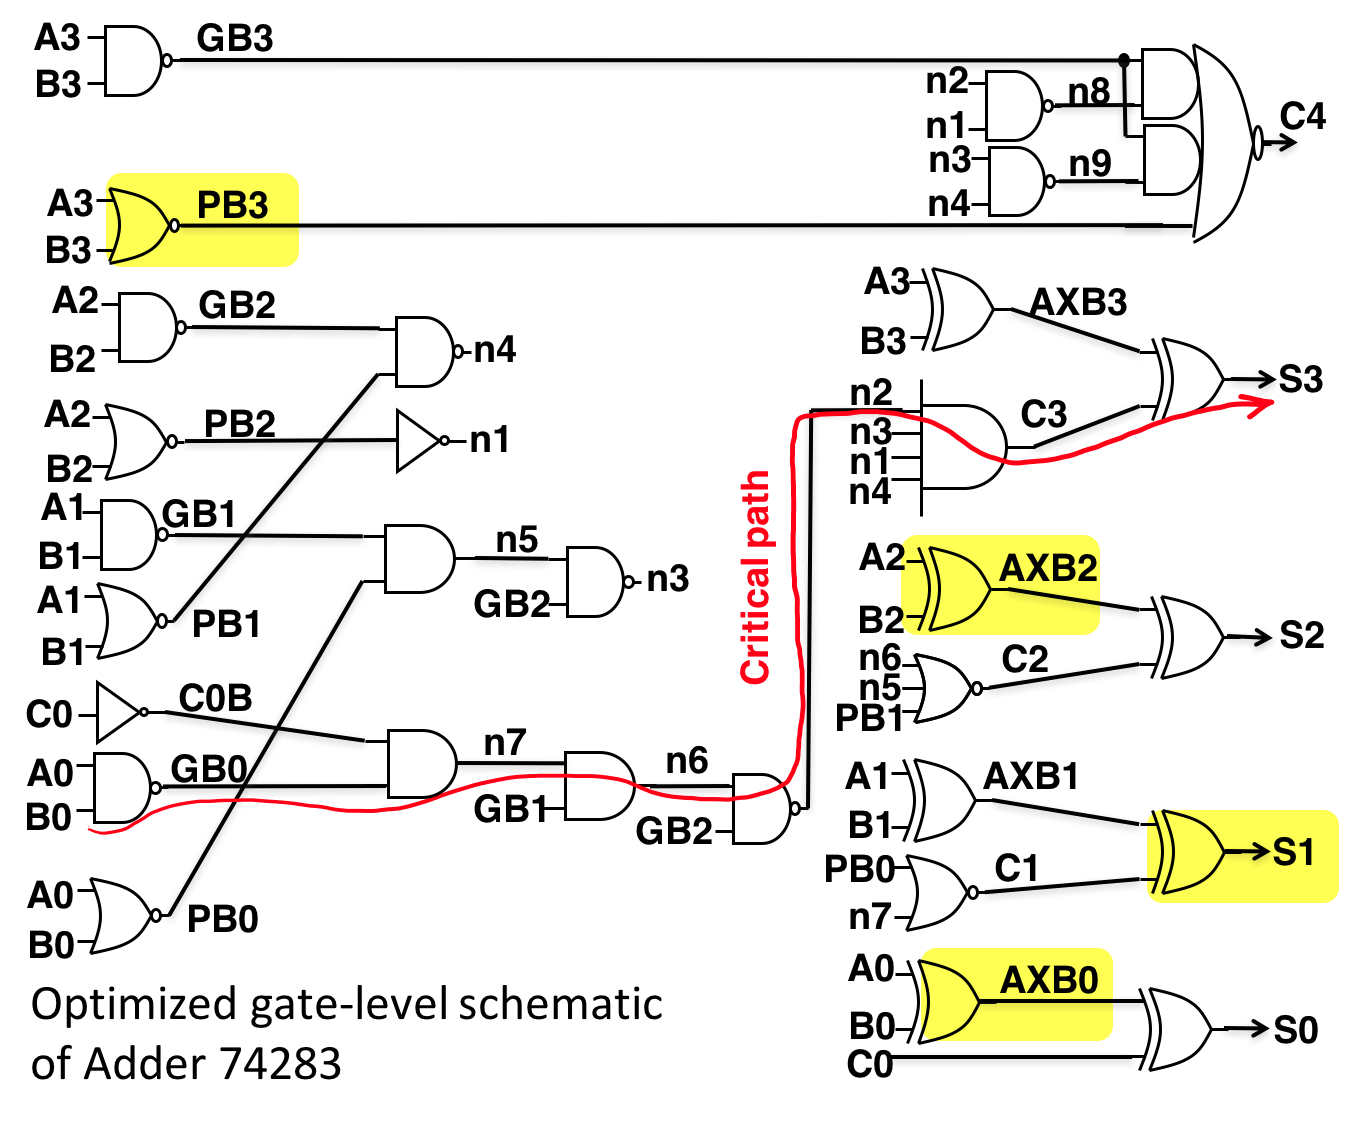 A3
GB3
B3
n2
n8
n1
C4
n3
n9
n4
A3
PB3
B3
A2
GB2
B2
n4
A2
PB2
B2
n1
A1
GB1
B1
n5
GB2
n3
A1
PB1
B1
C0
C0B
A0
GB0
B0
n7
GB1
n6
GB2
A0
PB0
B0
Critical path
A3
AXB3
B3
S3
n2
C3
n3
n1
n4
A2
AXB2
B2
S2
n6
C2
n5
PB1
A1
AXB1
B1
S1
PB0
C1
n7
A0
AXB0
B0
S0
C0
Optimized gate-level schematic
of Adder 74283